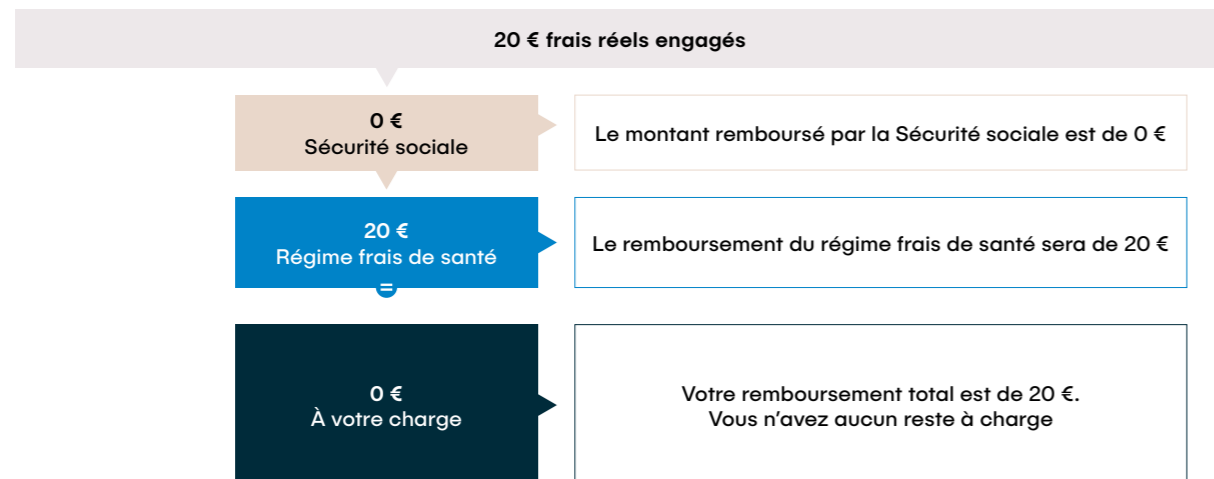 20 € frais réels engagés
0 €
Sécurité sociale
Le montant remboursé par la Sécurité sociale est de 0 €
20 €
Régime frais de santé
Le remboursement du régime frais de santé sera de 20 €
=
0 €
À votre charge
Votre remboursement total est de 20 €.
Vous n’avez aucun reste à charge